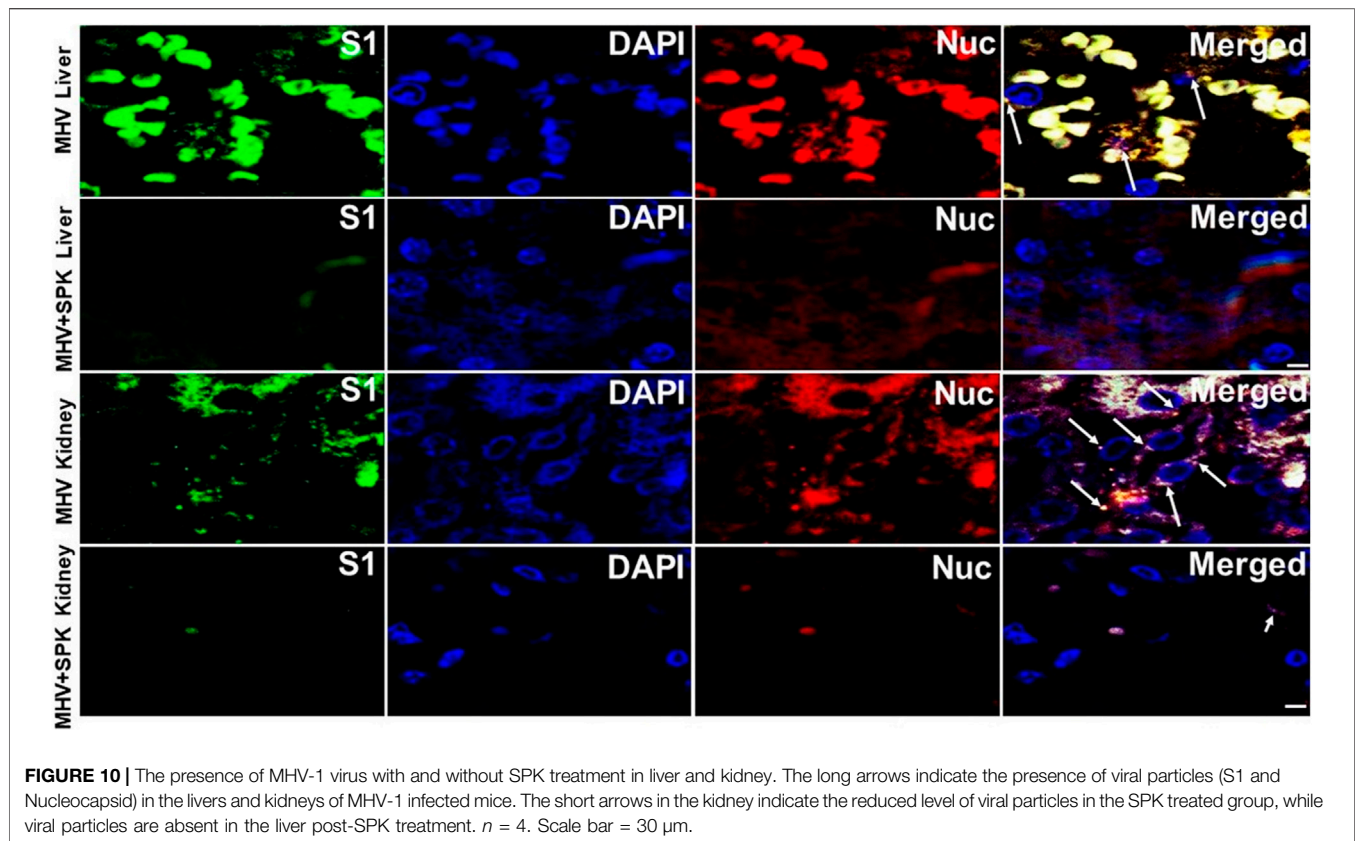 MHV Liver
S1 DAPI Nuc Merged
MHV+SPK Liver
S1 DAPI Nuc Merged
MHV Kidney
S1 DAPI Nuc Merged
MHV+SPK Kidney
S1 DAPI Nuc Merged
FIGURE 10 | The presence of MHV-1 virus with and without SPK treatment in liver and kidney. The long arrows indicate the presence of viral particles (S1 and
Nucleocapsid) in the livers and kidneys of MHV-1 infected mice. The short arrows in the kidney indicate the reduced level of viral particles in the SPK treated group, while
viral particles are absent in the liver post-SPK treatment. n = 4. Scale bar = 30 µm.